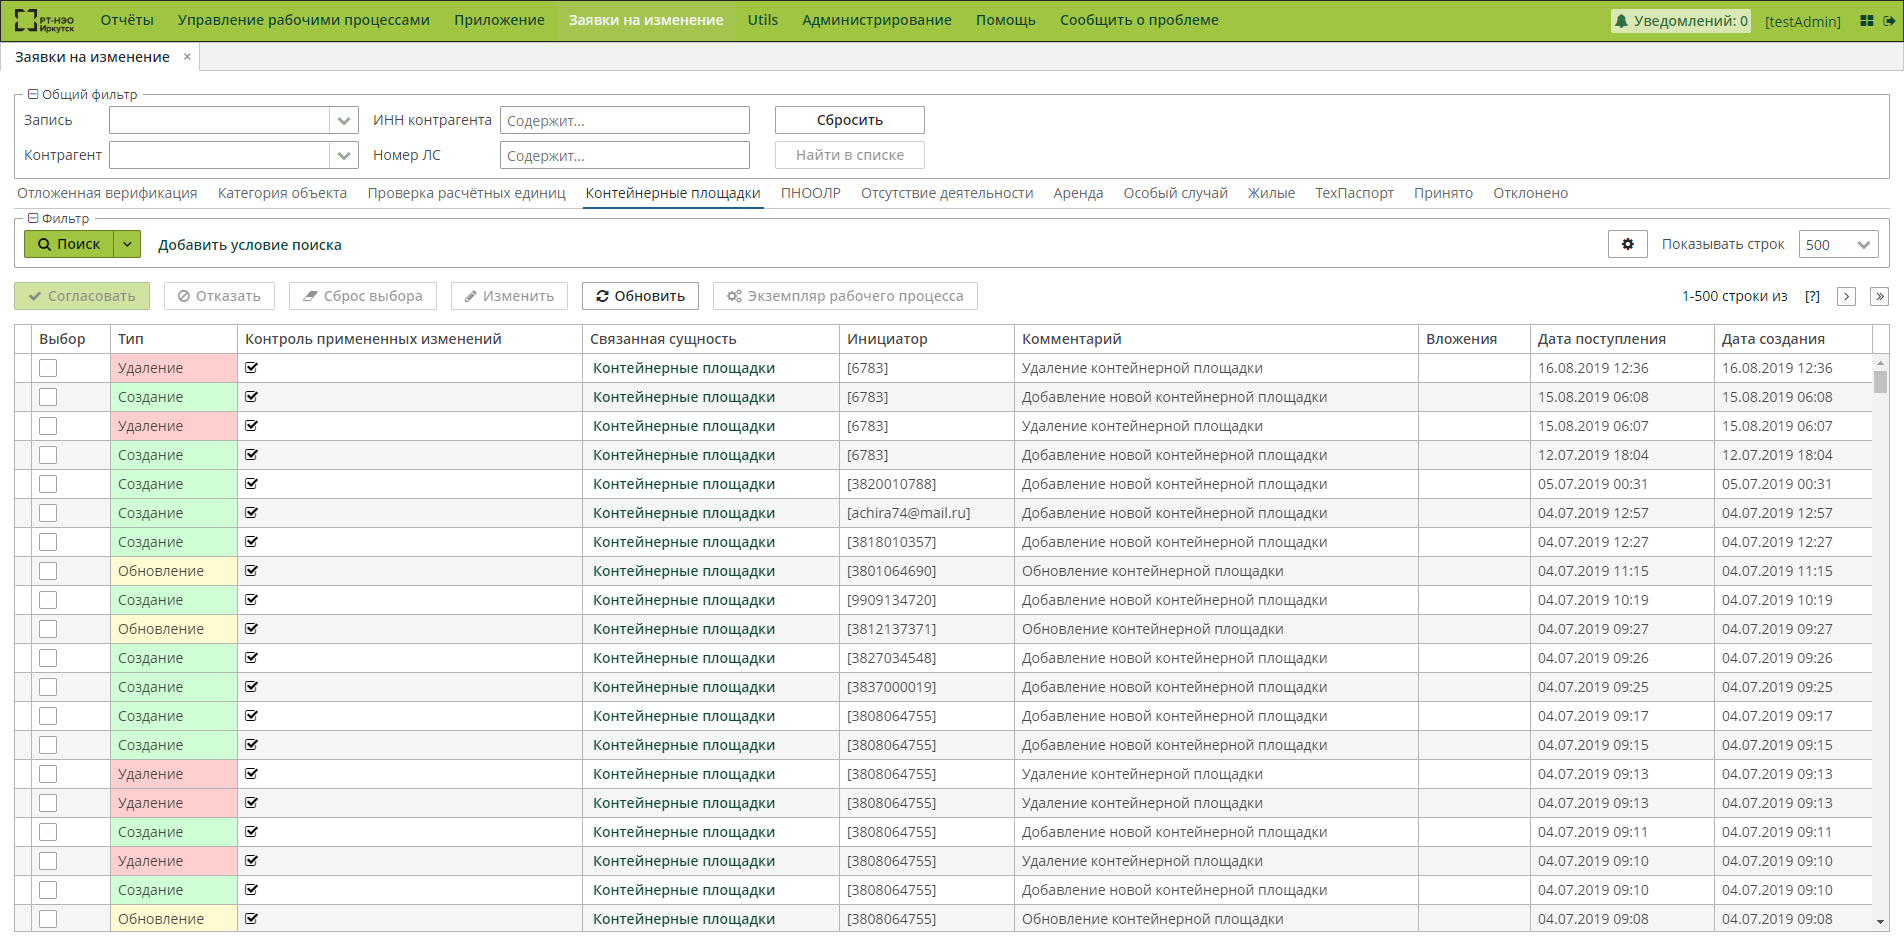 РТ-НЭО Иркутск Отчёты Управление рабочими процессами Приложение Заявки на изменение Utils Администрирование Помощь Сообщить о проблеме Уведомлений: 0 [testAdmin]
Заявки на изменение ×
Общий фильтр
Запись ИНН контрагента Содержит... Сбросить
Контрагент Номер ЛС Содержит... Найти в списке
Отложенная верификация Категория объекта Проверка расчётных единиц Контейнерные площадки ПНООЛР Отсутствие деятельности Аренда Особый случай Жилые ТехПаспорт Принято Отклонено
Фильтр
Поиск Добавить условие поиска Показывать строк 500
Согласовать Отказать Сброс выбора Изменить Обновить Экземпляр рабочего процесса 1-500 строки из [?]
Выбор Тип Контроль примененных изменений Связанная сущность Инициатор Комментарий Вложения Дата поступления Дата создания
Удаление Контейнерные площадки [6783] Удаление контейнерной площадки 16.08.2019 12:36 16.08.2019 12:36
Создание Контейнерные площадки [6783] Добавление новой контейнерной площадки 15.08.2019 06:08 15.08.2019 06:08
Удаление Контейнерные площадки [6783] Удаление контейнерной площадки 15.08.2019 06:07 15.08.2019 06:07
Создание Контейнерные площадки [6783] Добавление новой контейнерной площадки 12.07.2019 18:04 12.07.2019 18:04
Создание Контейнерные площадки [3820010788] Добавление новой контейнерной площадки 05.07.2019 00:31 05.07.2019 00:31
Создание Контейнерные площадки [achira74@mail.ru] Добавление новой контейнерной площадки 04.07.2019 12:57 04.07.2019 12:57
Создание Контейнерные площадки [3818010357] Добавление новой контейнерной площадки 04.07.2019 12:27 04.07.2019 12:27
Обновление Контейнерные площадки [3801064690] Обновление контейнерной площадки 04.07.2019 11:15 04.07.2019 11:15
Создание Контейнерные площадки [9909134720] Добавление новой контейнерной площадки 04.07.2019 10:19 04.07.2019 10:19
Обновление Контейнерные площадки [3812137371] Обновление контейнерной площадки 04.07.2019 09:27 04.07.2019 09:27
Создание Контейнерные площадки [3827034548] Добавление новой контейнерной площадки 04.07.2019 09:26 04.07.2019 09:26
Создание Контейнерные площадки [3837000019] Добавление новой контейнерной площадки 04.07.2019 09:25 04.07.2019 09:25
Создание Контейнерные площадки [3808064755] Добавление новой контейнерной площадки 04.07.2019 09:17 04.07.2019 09:17
Создание Контейнерные площадки [3808064755] Добавление новой контейнерной площадки 04.07.2019 09:15 04.07.2019 09:15
Удаление Контейнерные площадки [3808064755] Удаление контейнерной площадки 04.07.2019 09:13 04.07.2019 09:13
Удаление Контейнерные площадки [3808064755] Удаление контейнерной площадки 04.07.2019 09:13 04.07.2019 09:13
Создание Контейнерные площадки [3808064755] Добавление новой контейнерной площадки 04.07.2019 09:11 04.07.2019 09:11
Удаление Контейнерные площадки [3808064755] Удаление контейнерной площадки 04.07.2019 09:10 04.07.2019 09:10
Создание Контейнерные площадки [3808064755] Добавление новой контейнерной площадки 04.07.2019 09:10 04.07.2019 09:10
Обновление Контейнерные площадки [3808064755] Обновление контейнерной площадки 04.07.2019 09:08 04.07.2019 09:08